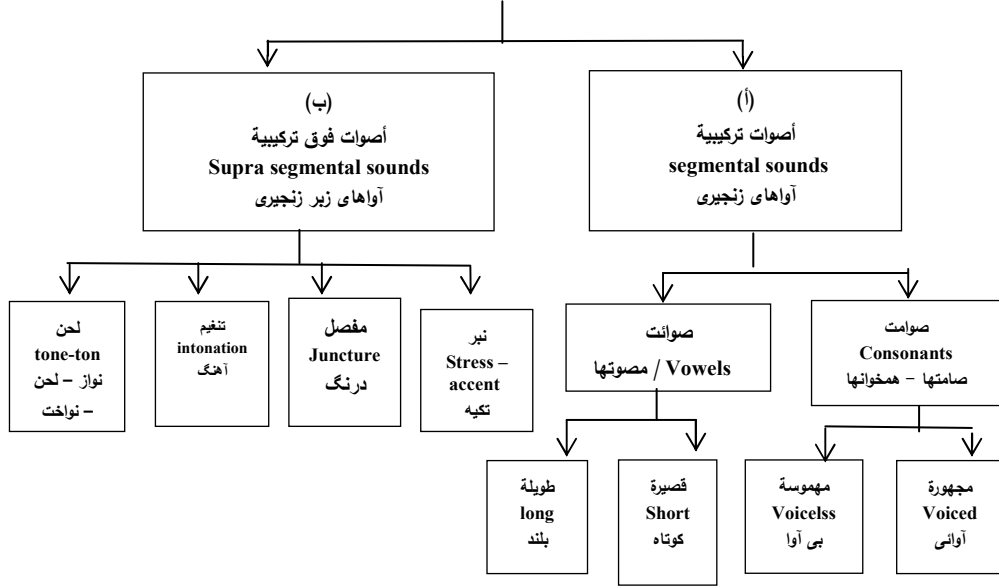 (أ)
أصوات تركيبية
segmental sounds
آواهای زنجیری
(ب)
أصوات فوق تركيبية
Supra segmental sounds
آواهای زبر زنجیری
صوامت
Consonants
صامتها - همخوانها
صوائت
Vowels / مصوتها
نبر
Stress –
accent
تكيه
مفصل
Juncture
درنگ
تنغيم
intonation
آهنگ
لحن
tone-ton
نواز – لحن
– نواخت
مجهورة
Voiced
آوائی
مهموسة
Voicelss
بی آوا
قصيرة
Short
كوتاه
طويلة
long
بلند